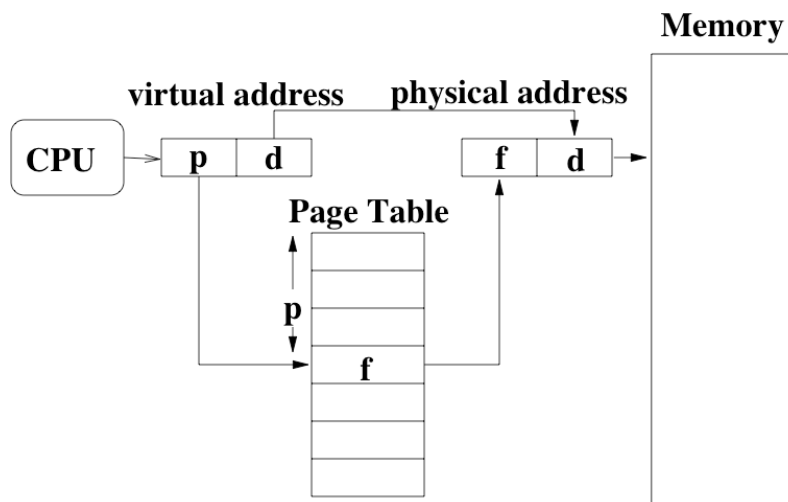 Memory
virtual address
physical address
CPU
p
d
f
d
Page Table
p
f